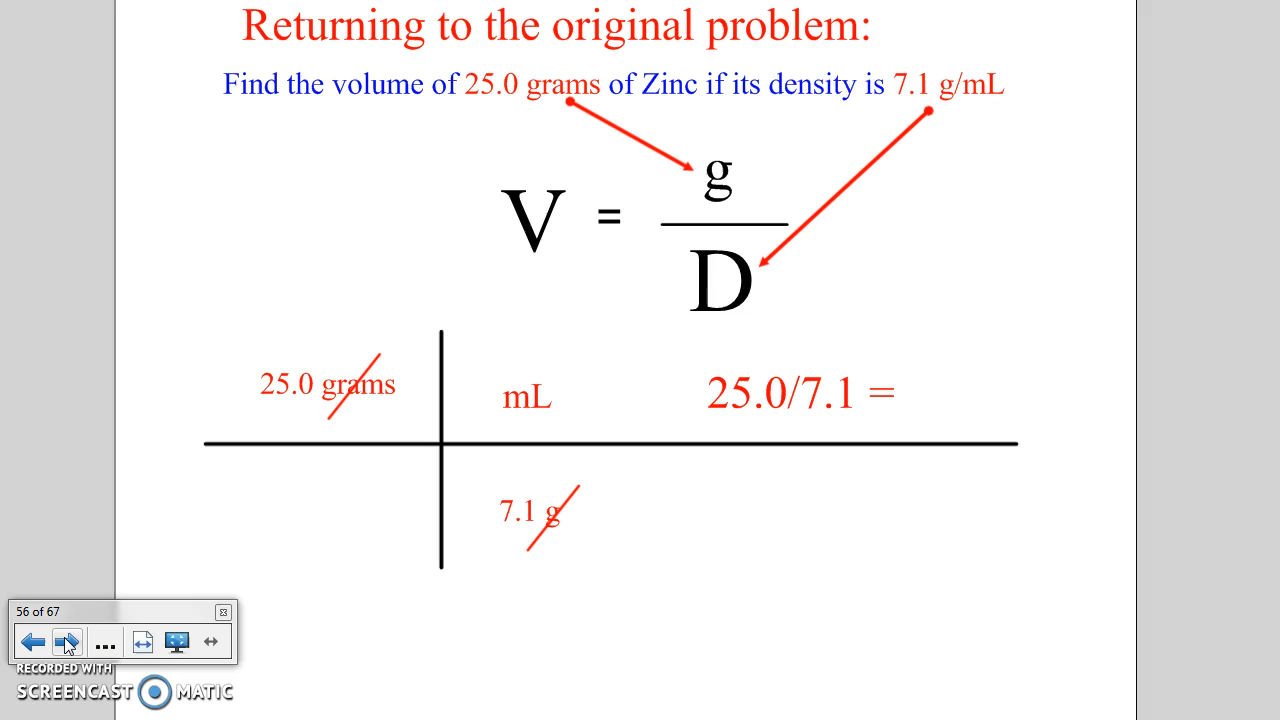 Returning to the original problem:
Find the volume of 25.0 grams of Zinc if its density is 7.1 g/mL
V = g
D
25.0 grams
mL
25.0/7.1 =
7.1 g
56 of 67
...
RECORDED WITH
SCREENCAST MATIC